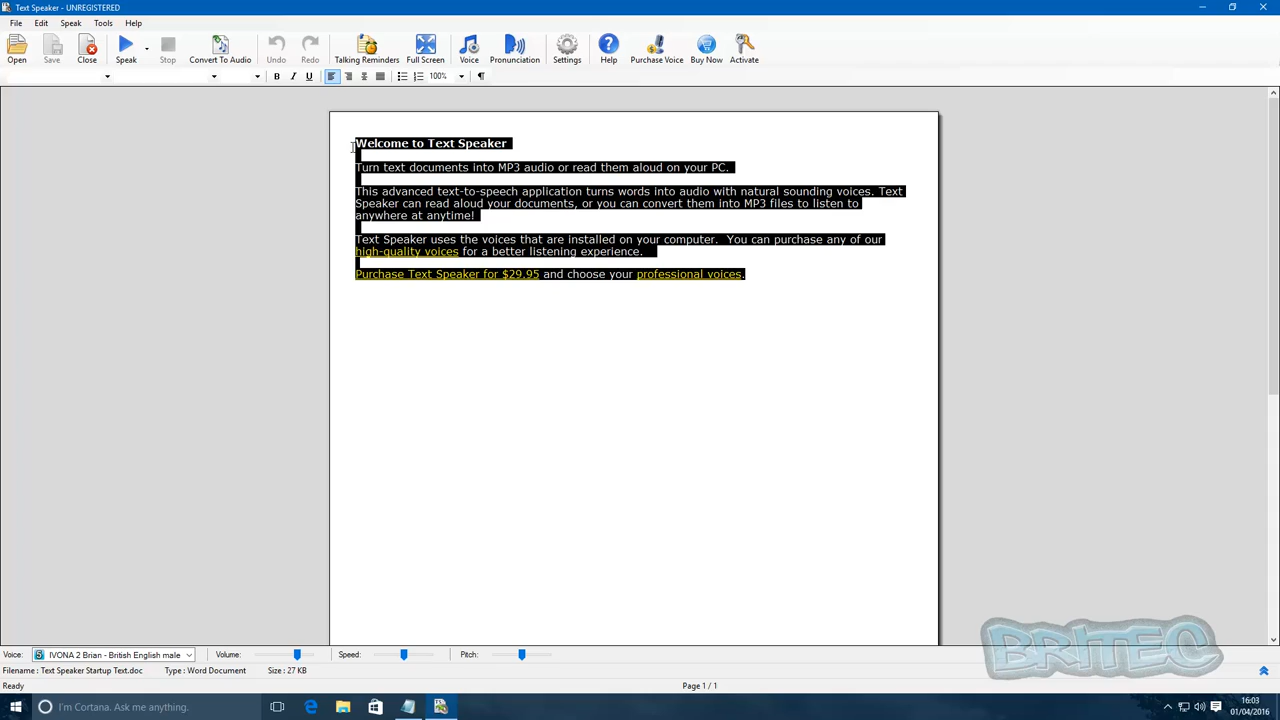 Text Speaker - UNREGISTERED
File Edit Speak Tools Help
Open Save Close Speak Stop Convert To Audio Undo Redo Talking Reminders Full Screen Voice Pronunciation Settings Help Purchase Voice Buy Now Activate
B I U 100% ¶
Welcome to Text Speaker
Turn text documents into MP3 audio or read them aloud on your PC.
This advanced text-to-speech application turns words into audio with natural sounding voices. Text
Speaker can read aloud your documents, or you can convert them into MP3 files to listen to
anywhere at anytime!
Text Speaker uses the voices that are installed on your computer. You can purchase any of our
high-quality voices for a better listening experience.
Purchase Text Speaker for $29.95 and choose your professional voices.
BRITEC
Voice: IVONA 2 Brian - British English male Volume: Speed: Pitch:
Filename : Text Speaker Startup Text.doc Type : Word Document Size : 27 KB
Ready Page 1 / 1
I'm Cortana. Ask me anything. 16:03
01/04/2016